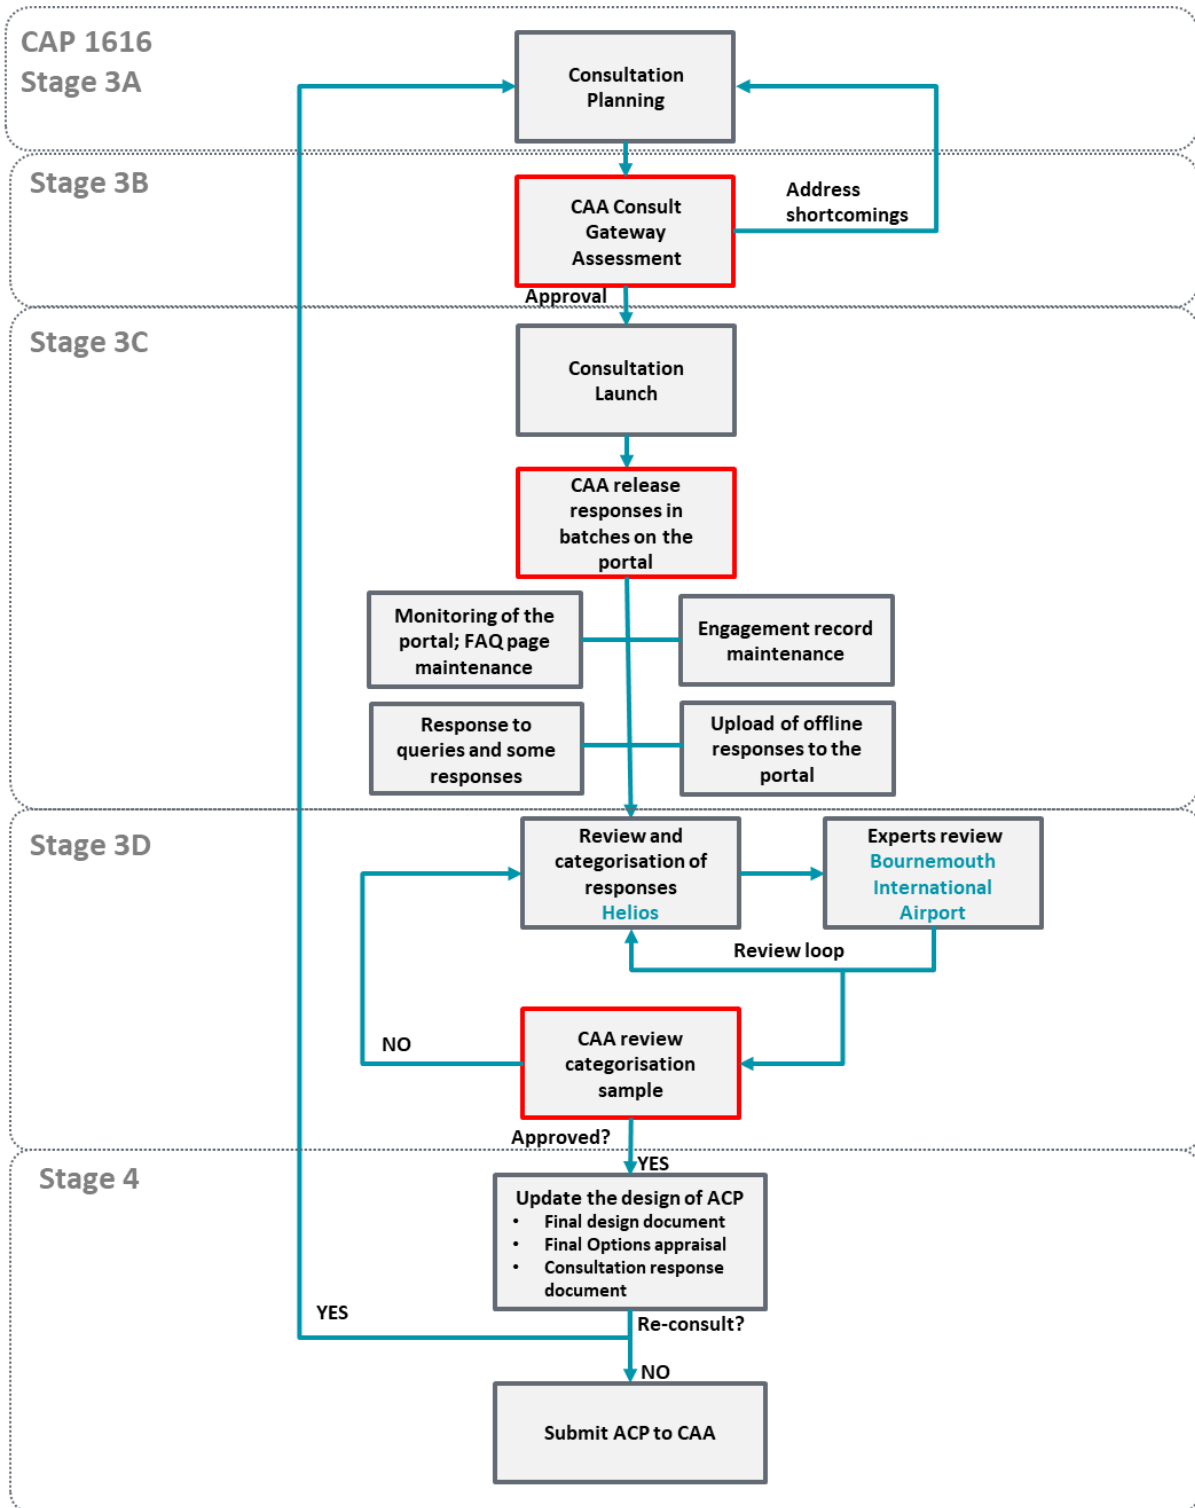 CAP 1616
Stage 3A
Consultation
Planning
Stage 3B
CAA Consult
Gateway
Assessment
Address
shortcomings
Approval
Stage 3C
Consultation
Launch
CAA release
responses in
batches on the
portal
Monitoring of the
portal; FAQ page
maintenance
Engagement record
maintenance
Response to
queries and some
responses
Upload of offline
responses to the
portal
Stage 3D
Review and
categorisation of
responses
Helios
Experts review
Bournemouth
International
Airport
Review loop
NO
CAA review
categorisation
sample
Approved?
YES
Stage 4
Update the design of ACP
• Final design document
• Final Options appraisal
• Consultation response
document
YES
Re-consult?
NO
Submit ACP to CAA